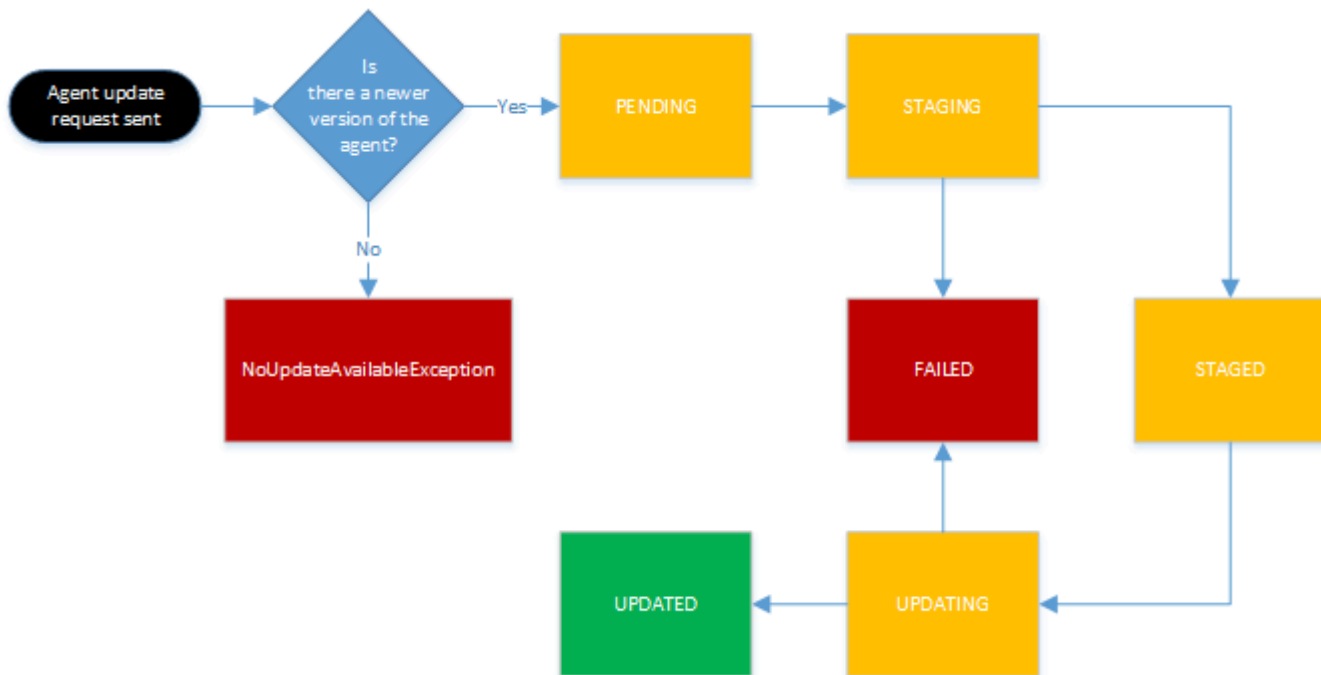 Agent update
request sent
Is
there a newer
version of the
agent?
Yes
PENDING
STAGING
No
NoUpdateAvailableException
FAILED
STAGED
UPDATED
UPDATING